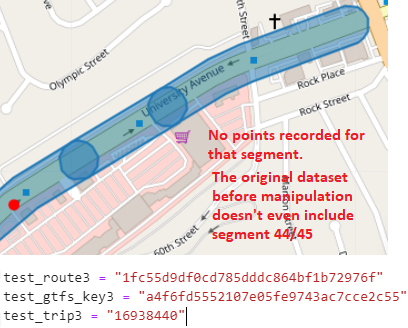 th Street
Olympic Street
University Avenue
Rock Place
Rock Street
No points recorded for
that segment.
The original dataset
before manipulation
doesn't even include
segment 44/45
60th Street
test_route3 = "1fc55d9df0cd785dddc864bf1b72976f"
test_gtfs_key3 = "a4f6fd5552107e05fe9743ac7cce2c55"
test_trip3 = "16938440"